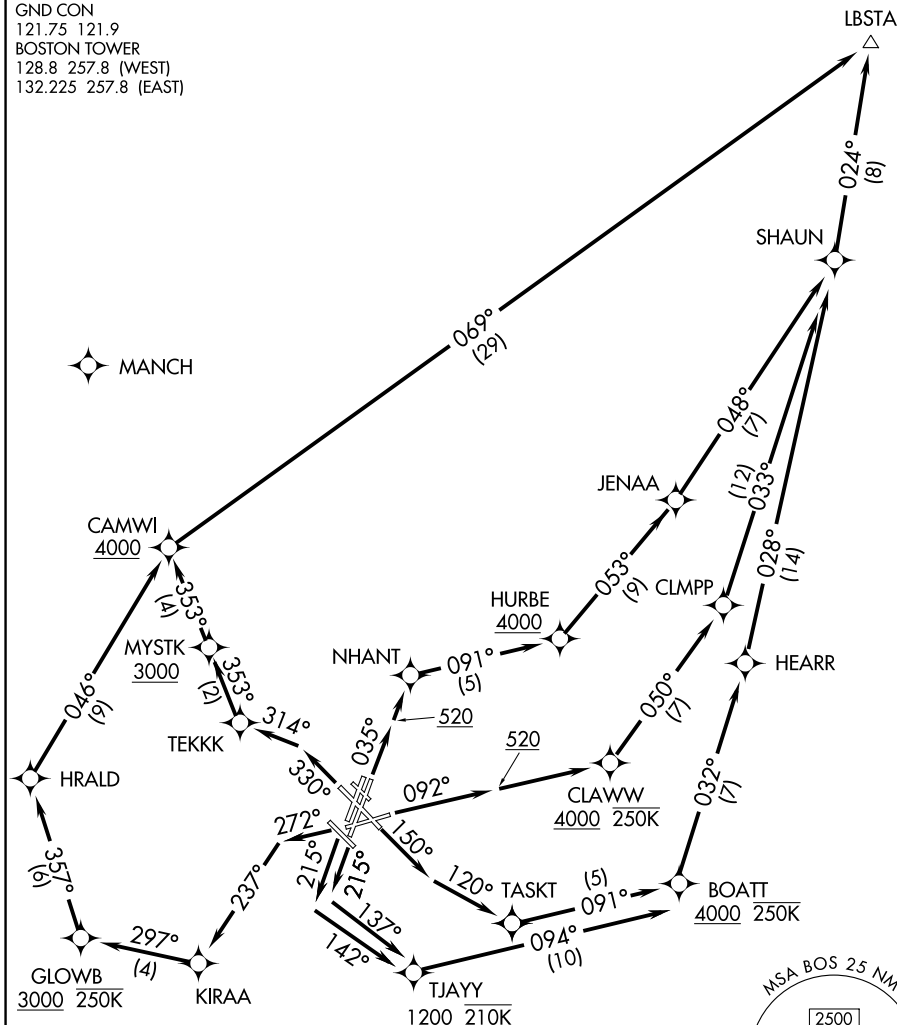 GND CON
121.75 121.9
BOSTON TOWER
128.8 257.8 (WEST)
132.225 257.8 (EAST)
LBSTA
024°
(8)
SHAUN
069°
(29)
MANCH
048°
(7)
JENAA
(12)
033°
CAMWI
4000
028°
(14)
053°
(9)
353°
(4)
HURBE
4000
CLMPP
MYSTK
3000
NHANT
091°
(5)
HEARR
353°
(2)
046°
(9)
050°
(7)
520
314°
TEKKK
035°
520
HRALD
330°
092°
CLAWW
4000 250K
032°
(7)
272°
150°
357°
(6)
215°
215°
237°
120°
TASKT
(5)
091°
BOATT
4000 250K
137°
142°
094°
(10)
297°
(4)
GLOWB
3000 250K
KIRAA
TJAYY
1200 210K
MSA BOS 25 NM
2500